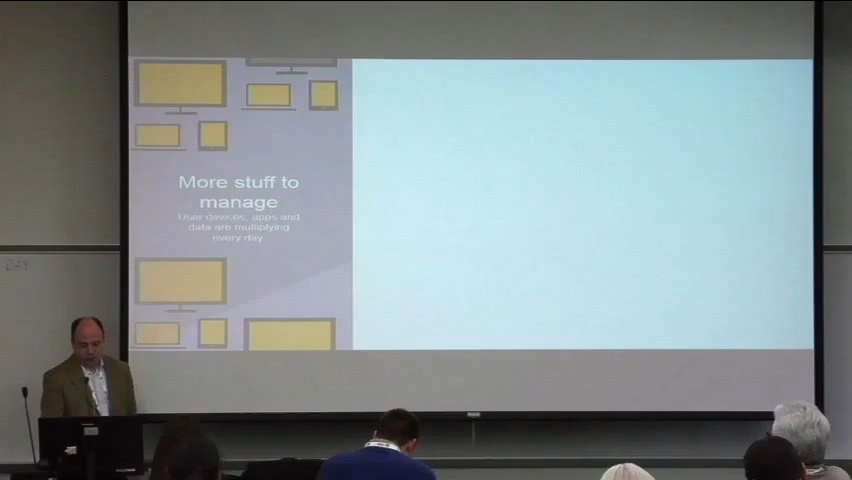 More stuff to
manage
User devices, apps and
data are multiplying
every day